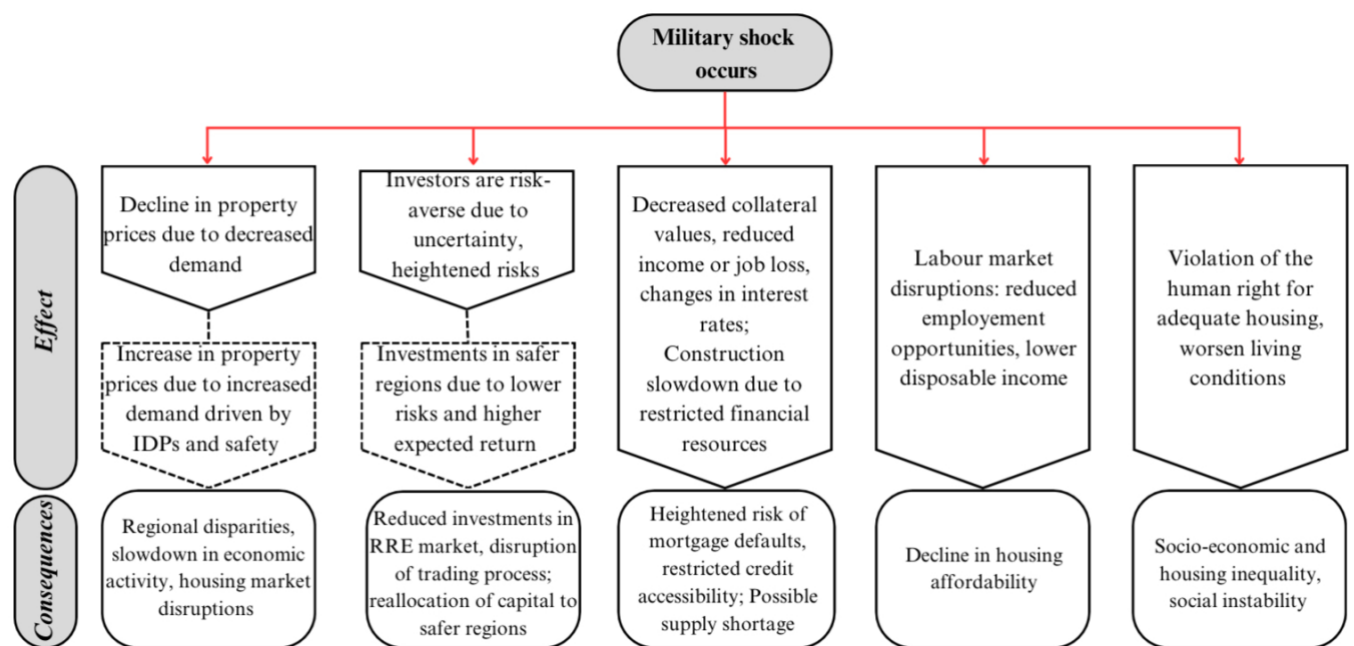 Military shock
occurs
Effect
Decline in property
prices due to decreased
demand
Increase in property
prices due to increased
demand driven by
IDPs and safety
Investors are risk-
averse due to
uncertainty,
heightened risks
Investments in safer
regions due to lower
risks and higher
expected return
Decreased collateral
values, reduced
income or job loss,
changes in interest
rates;
Construction
slowdown due to
restricted financial
resources
Labour market
disruptions: reduced
employement
opportunities, lower
disposable income
Violation of the
human right for
adequate housing,
worsen living
conditions
Consequences
Regional disparities,
slowdown in economic
activity, housing market
disruptions
Reduced investments in
RRE market, disruption
of trading process;
reallocation of capital to
safer regions
Heightened risk of
mortgage defaults,
restricted credit
accessibility; Possible
supply shortage
Decline in housing
affordability
Socio-economic and
housing inequality,
social instability